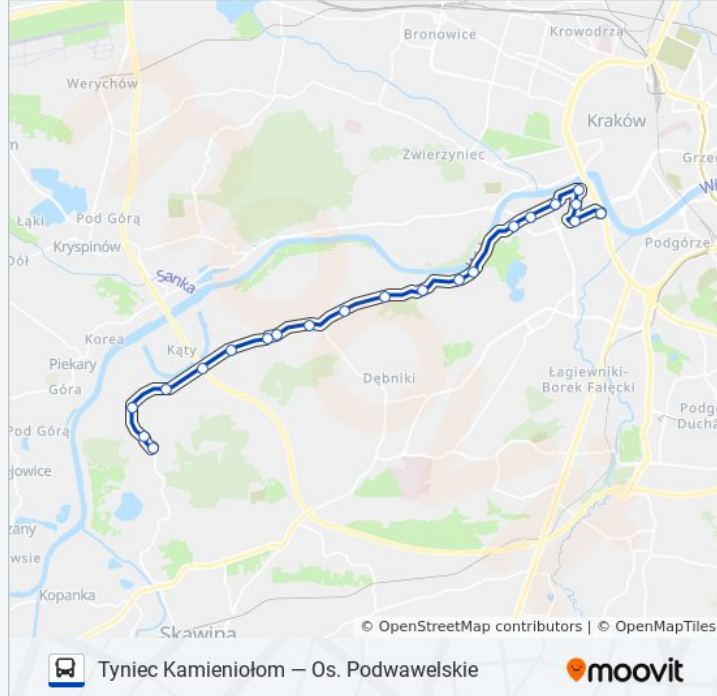 Bronowice
Krowodrza
Werychów
Kraków
m
Zwierzyniec
Grze
Wi
Łąki
Pod Górą
Kryspinów
Dół
Podgórze
Sanka
Korea
Kąty
Piekary
Góra
Dębniki
Łagiewniki-
Borek Fałęcki
Podg
Ducha
Pod Górą
ejowice
zany
wsie
Kopanka
Skawina
© OpenStreetMap contributors | © OpenMapTiles
Tyniec Kamieniołom — Os. Podwawelskie
moovit